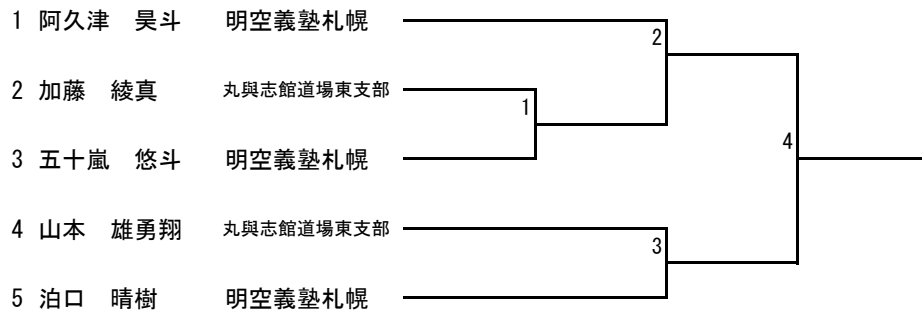 1 阿久津　昊斗　明空義塾札幌
2
2 加藤　綾真　丸與志館道場東支部
1
3 五十嵐　悠斗　明空義塾札幌
4
4 山本　雄勇翔　丸與志館道場東支部
3
5 泊口　晴樹　明空義塾札幌